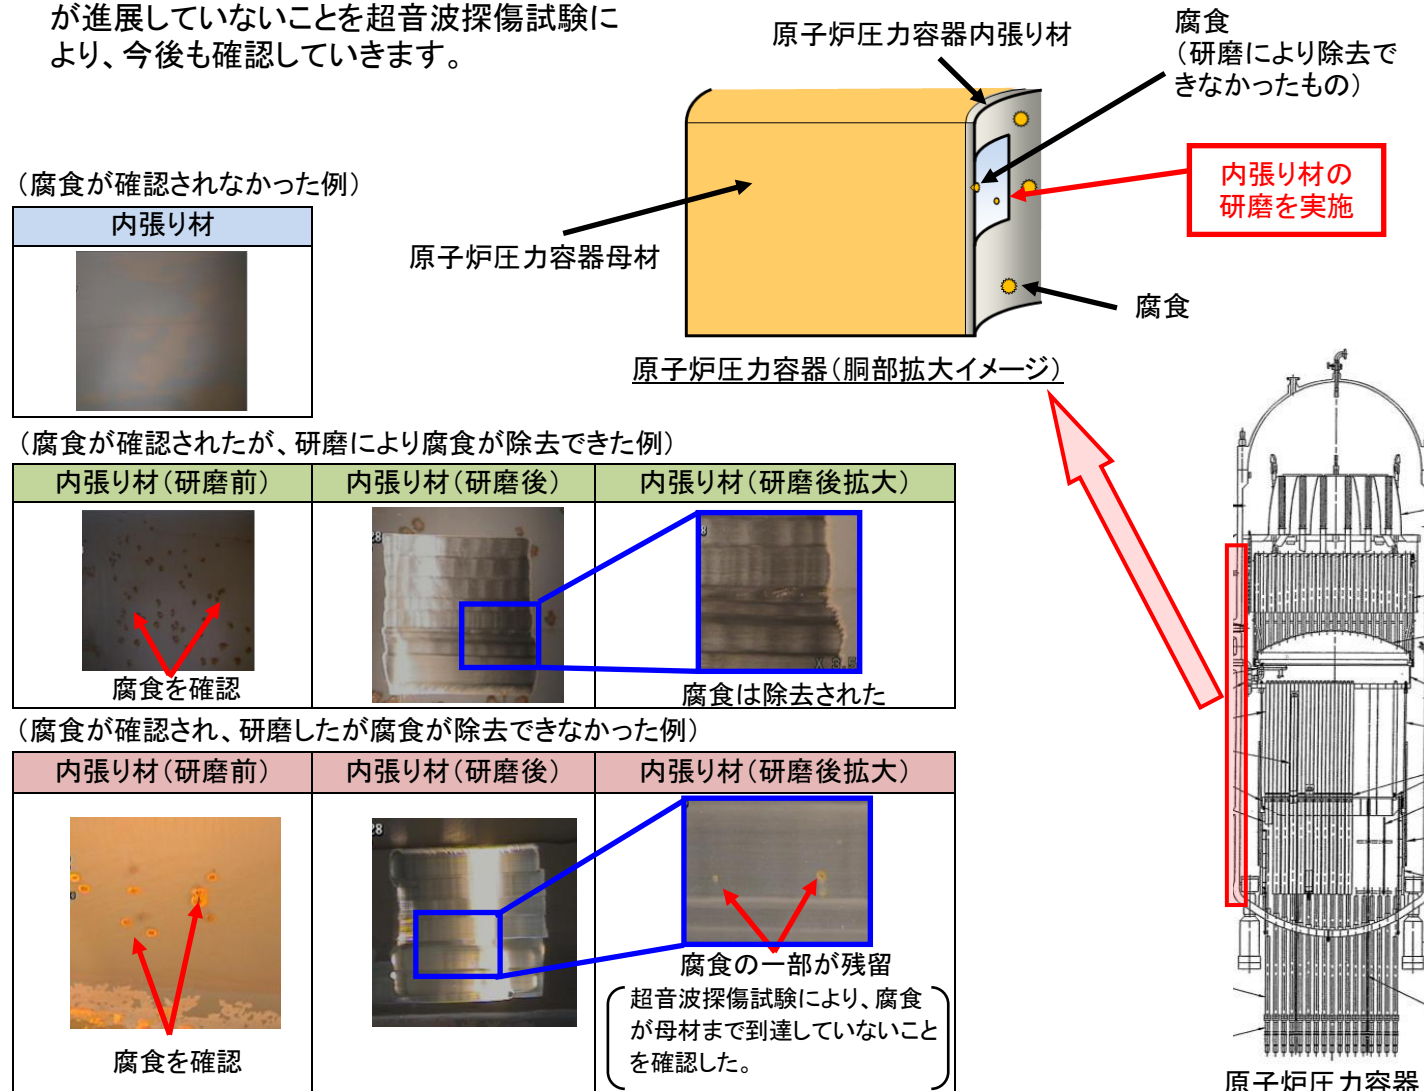 が進展していないことを超音波探傷試験に
より、今後も確認していきます。
原子炉圧力容器内張り材
腐食
（研磨により除去で
きなかったもの）
内張り材の
研磨を実施
原子炉圧力容器母材
腐食
原子炉圧力容器（胴部拡大イメージ）
（腐食が確認されなかった例）
内張り材
（腐食が確認されたが、研磨により腐食が除去できた例）
内張り材（研磨前）
内張り材（研磨後）
内張り材（研磨後拡大）
28
X 3.5
腐食を確認
腐食は除去された
（腐食が確認され、研磨したが腐食が除去できなかった例）
内張り材（研磨前）
内張り材（研磨後）
内張り材（研磨後拡大）
28
腐食を確認
腐食の一部が残留
超音波探傷試験により、腐食
が母材まで到達していないこと
を確認した。
原子炉圧力容器